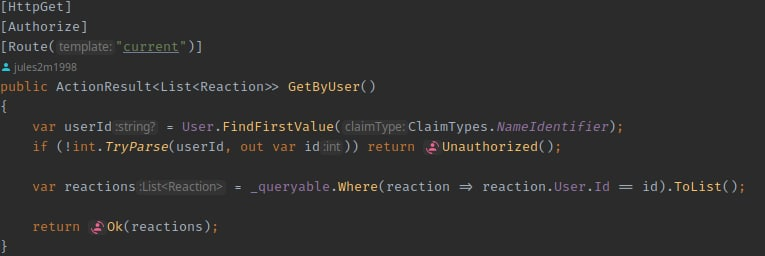 [HttpGet]
[Authorize]
[Route( template: "current")]
jules2m1998
public ActionResult<List<Reaction>> GetByUser()
{
var userId :string? = User.FindFirstValue( claimType: ClaimTypes.NameIdentifier);
if (!int.TryParse(userId, out var id :int )) return Unauthorized();
var reactions :List<Reaction> = _queryable.Where(reaction => reaction.User.Id == id).ToList();
return Ok(reactions);
}